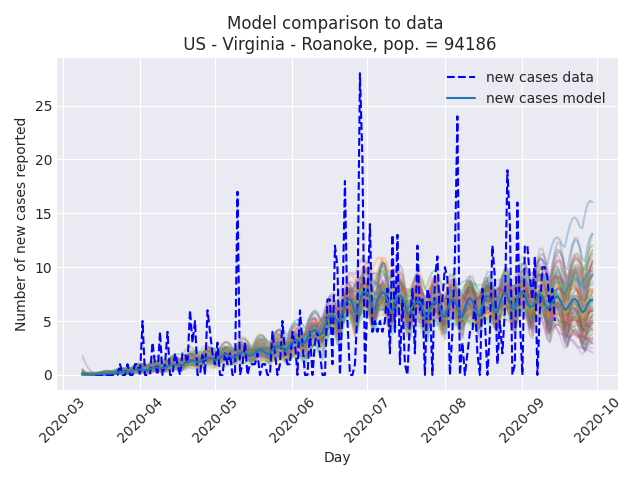 Model comparison to data
US - Virginia - Roanoke, pop. = 94186
new cases data
new cases model
Number of new cases reported
25
20
15
10
5
0
2020-03
2020-04
2020-05
2020-06
2020-07
2020-08
2020-09
2020-10
Day